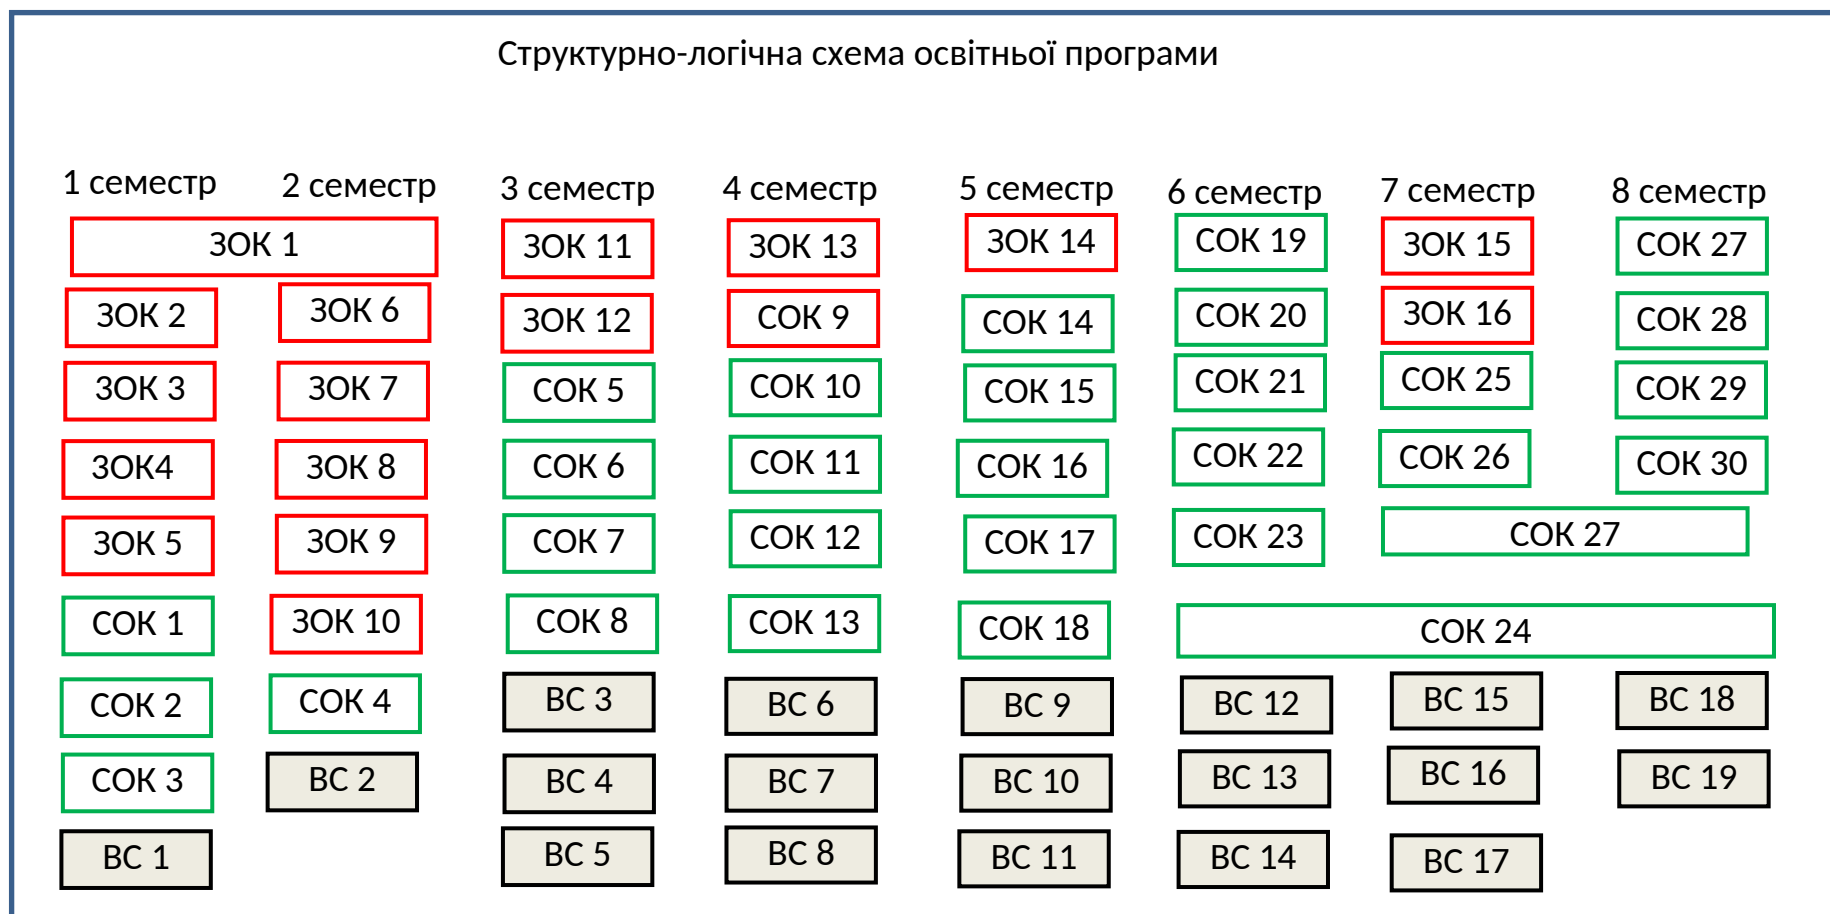 Структурно-логічна схема освітньої програми
1 семестр 2 семестр 3 семестр 4 семестр 5 семестр 6 семестр 7 семестр 8 семестр
ЗОК 1 ЗОК 11 ЗОК 13 ЗОК 14 СОК 19 ЗОК 15 СОК 27
ЗОК 2 ЗОК 6 ЗОК 12 СОК 9 СОК 14 СОК 20 ЗОК 16 СОК 28
ЗОК 3 ЗОК 7 СОК 5 СОК 10 СОК 15 СОК 21 СОК 25 СОК 29
ЗОК4 ЗОК 8 СОК 6 СОК 11 СОК 16 СОК 22 СОК 26 СОК 30
ЗОК 5 ЗОК 9 СОК 7 СОК 12 СОК 17 СОК 23 СОК 27
СОК 1 ЗОК 10 СОК 8 СОК 13 СОК 18 СОК 24
СОК 2 СОК 4 ВС 3 ВС 6 ВС 9 ВС 12 ВС 15 ВС 18
СОК 3 ВС 2 ВС 4 ВС 7 ВС 10 ВС 13 ВС 16 ВС 19
ВС 1 ВС 5 ВС 8 ВС 11 ВС 14 ВС 17